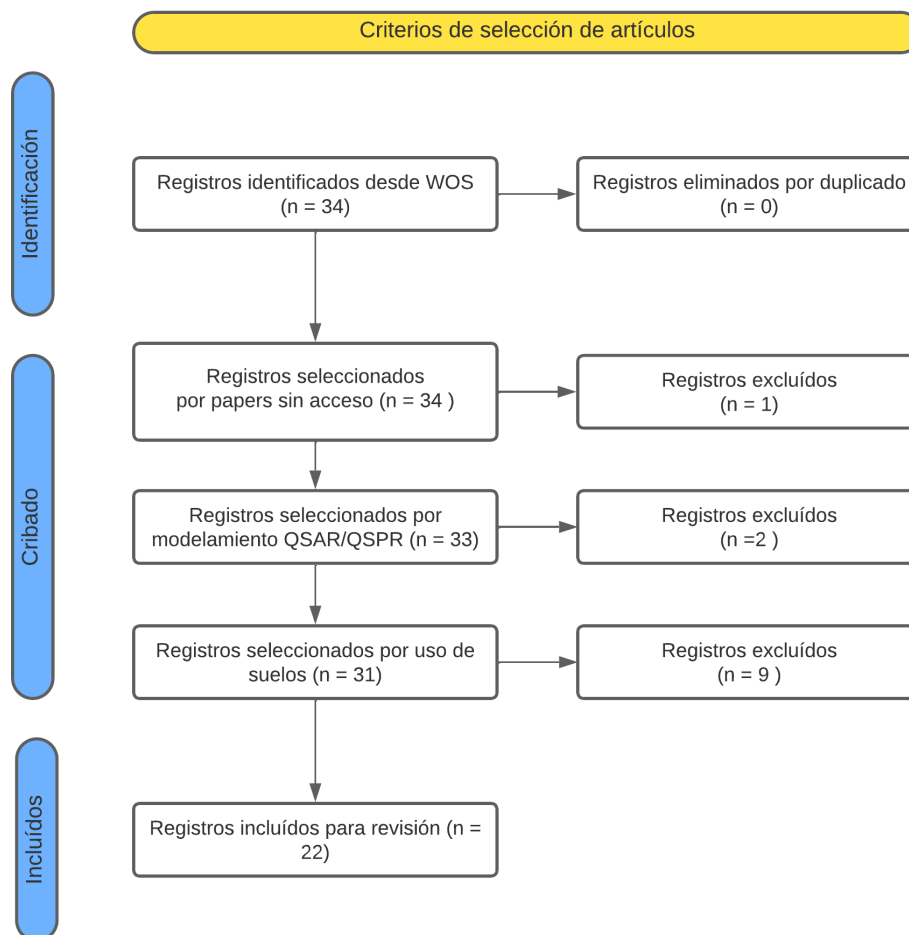 Criterios de selección de artículos
Identificación
Registros identificados desde WOS
(n = 34)
Registros eliminados por duplicado
(n = 0)
Cribado
Registros seleccionados
por papers sin acceso (n = 34 )
Registros excluídos
(n = 1)
Registros seleccionados por
modelamiento QSAR/QSPR (n = 33)
Registros excluídos
(n =2 )
Registros seleccionados por uso de
suelos (n = 31)
Registros excluídos
(n = 9 )
Incluídos
Registros incluídos para revisión (n =
22)